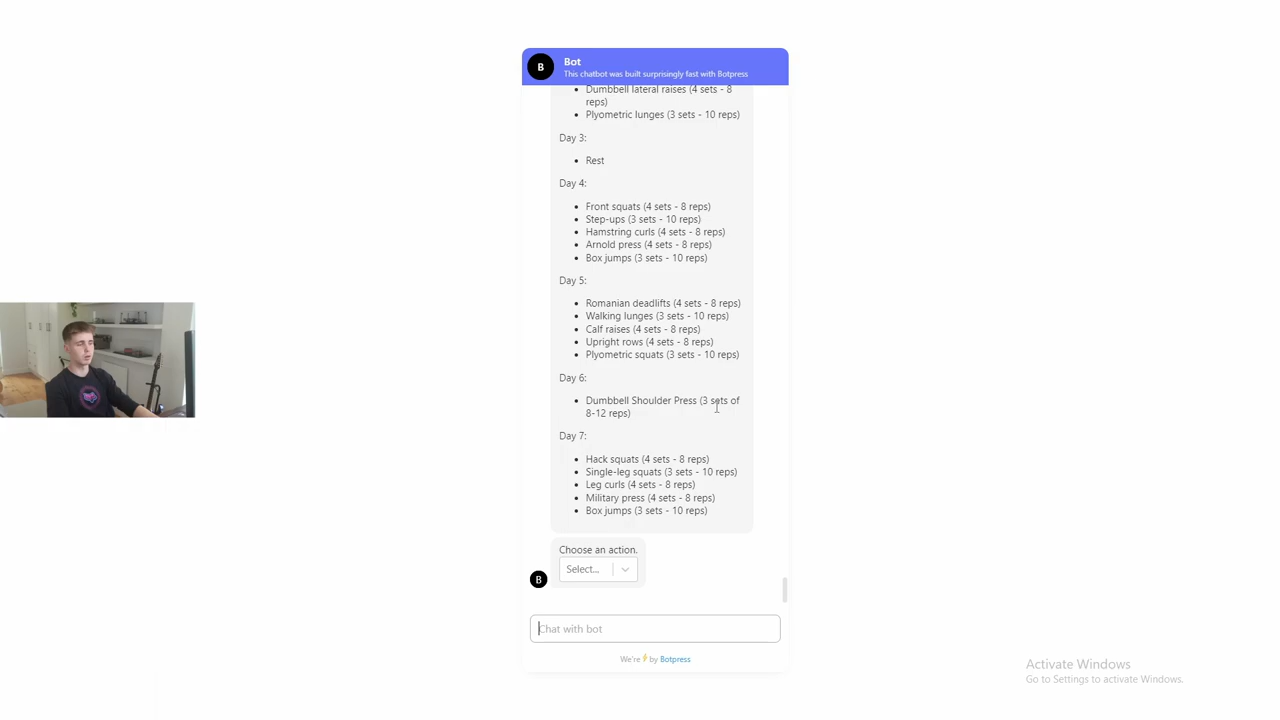 B
Bot
This chatbot was built surprisingly fast with Botpress
Dumbbell lateral raises (4 sets - 8
reps)
Plyometric lunges (3 sets - 10 reps)
Day 3:
Rest
Day 4:
Front squats (4 sets - 8 reps)
Step-ups (3 sets - 10 reps)
Hamstring curls (4 sets - 8 reps)
Arnold press (4 sets - 8 reps)
Box jumps (3 sets - 10 reps)
Day 5:
Romanian deadlifts (4 sets - 8 reps)
Walking lunges (3 sets - 10 reps)
Calf raises (4 sets - 8 reps)
Upright rows (4 sets - 8 reps)
Plyometric squats (3 sets - 10 reps)
Day 6:
Dumbbell Shoulder Press (3 sets of
8-12 reps)
Day 7:
Hack squats (4 sets - 8 reps)
Single-leg squats (3 sets - 10 reps)
Leg curls (4 sets - 8 reps)
Military press (4 sets - 8 reps)
Box jumps (3 sets - 10 reps)
Choose an action.
Select...
B
Chat with bot
We're ⚡ by Botpress
Activate Windows
Go to Settings to activate Windows.